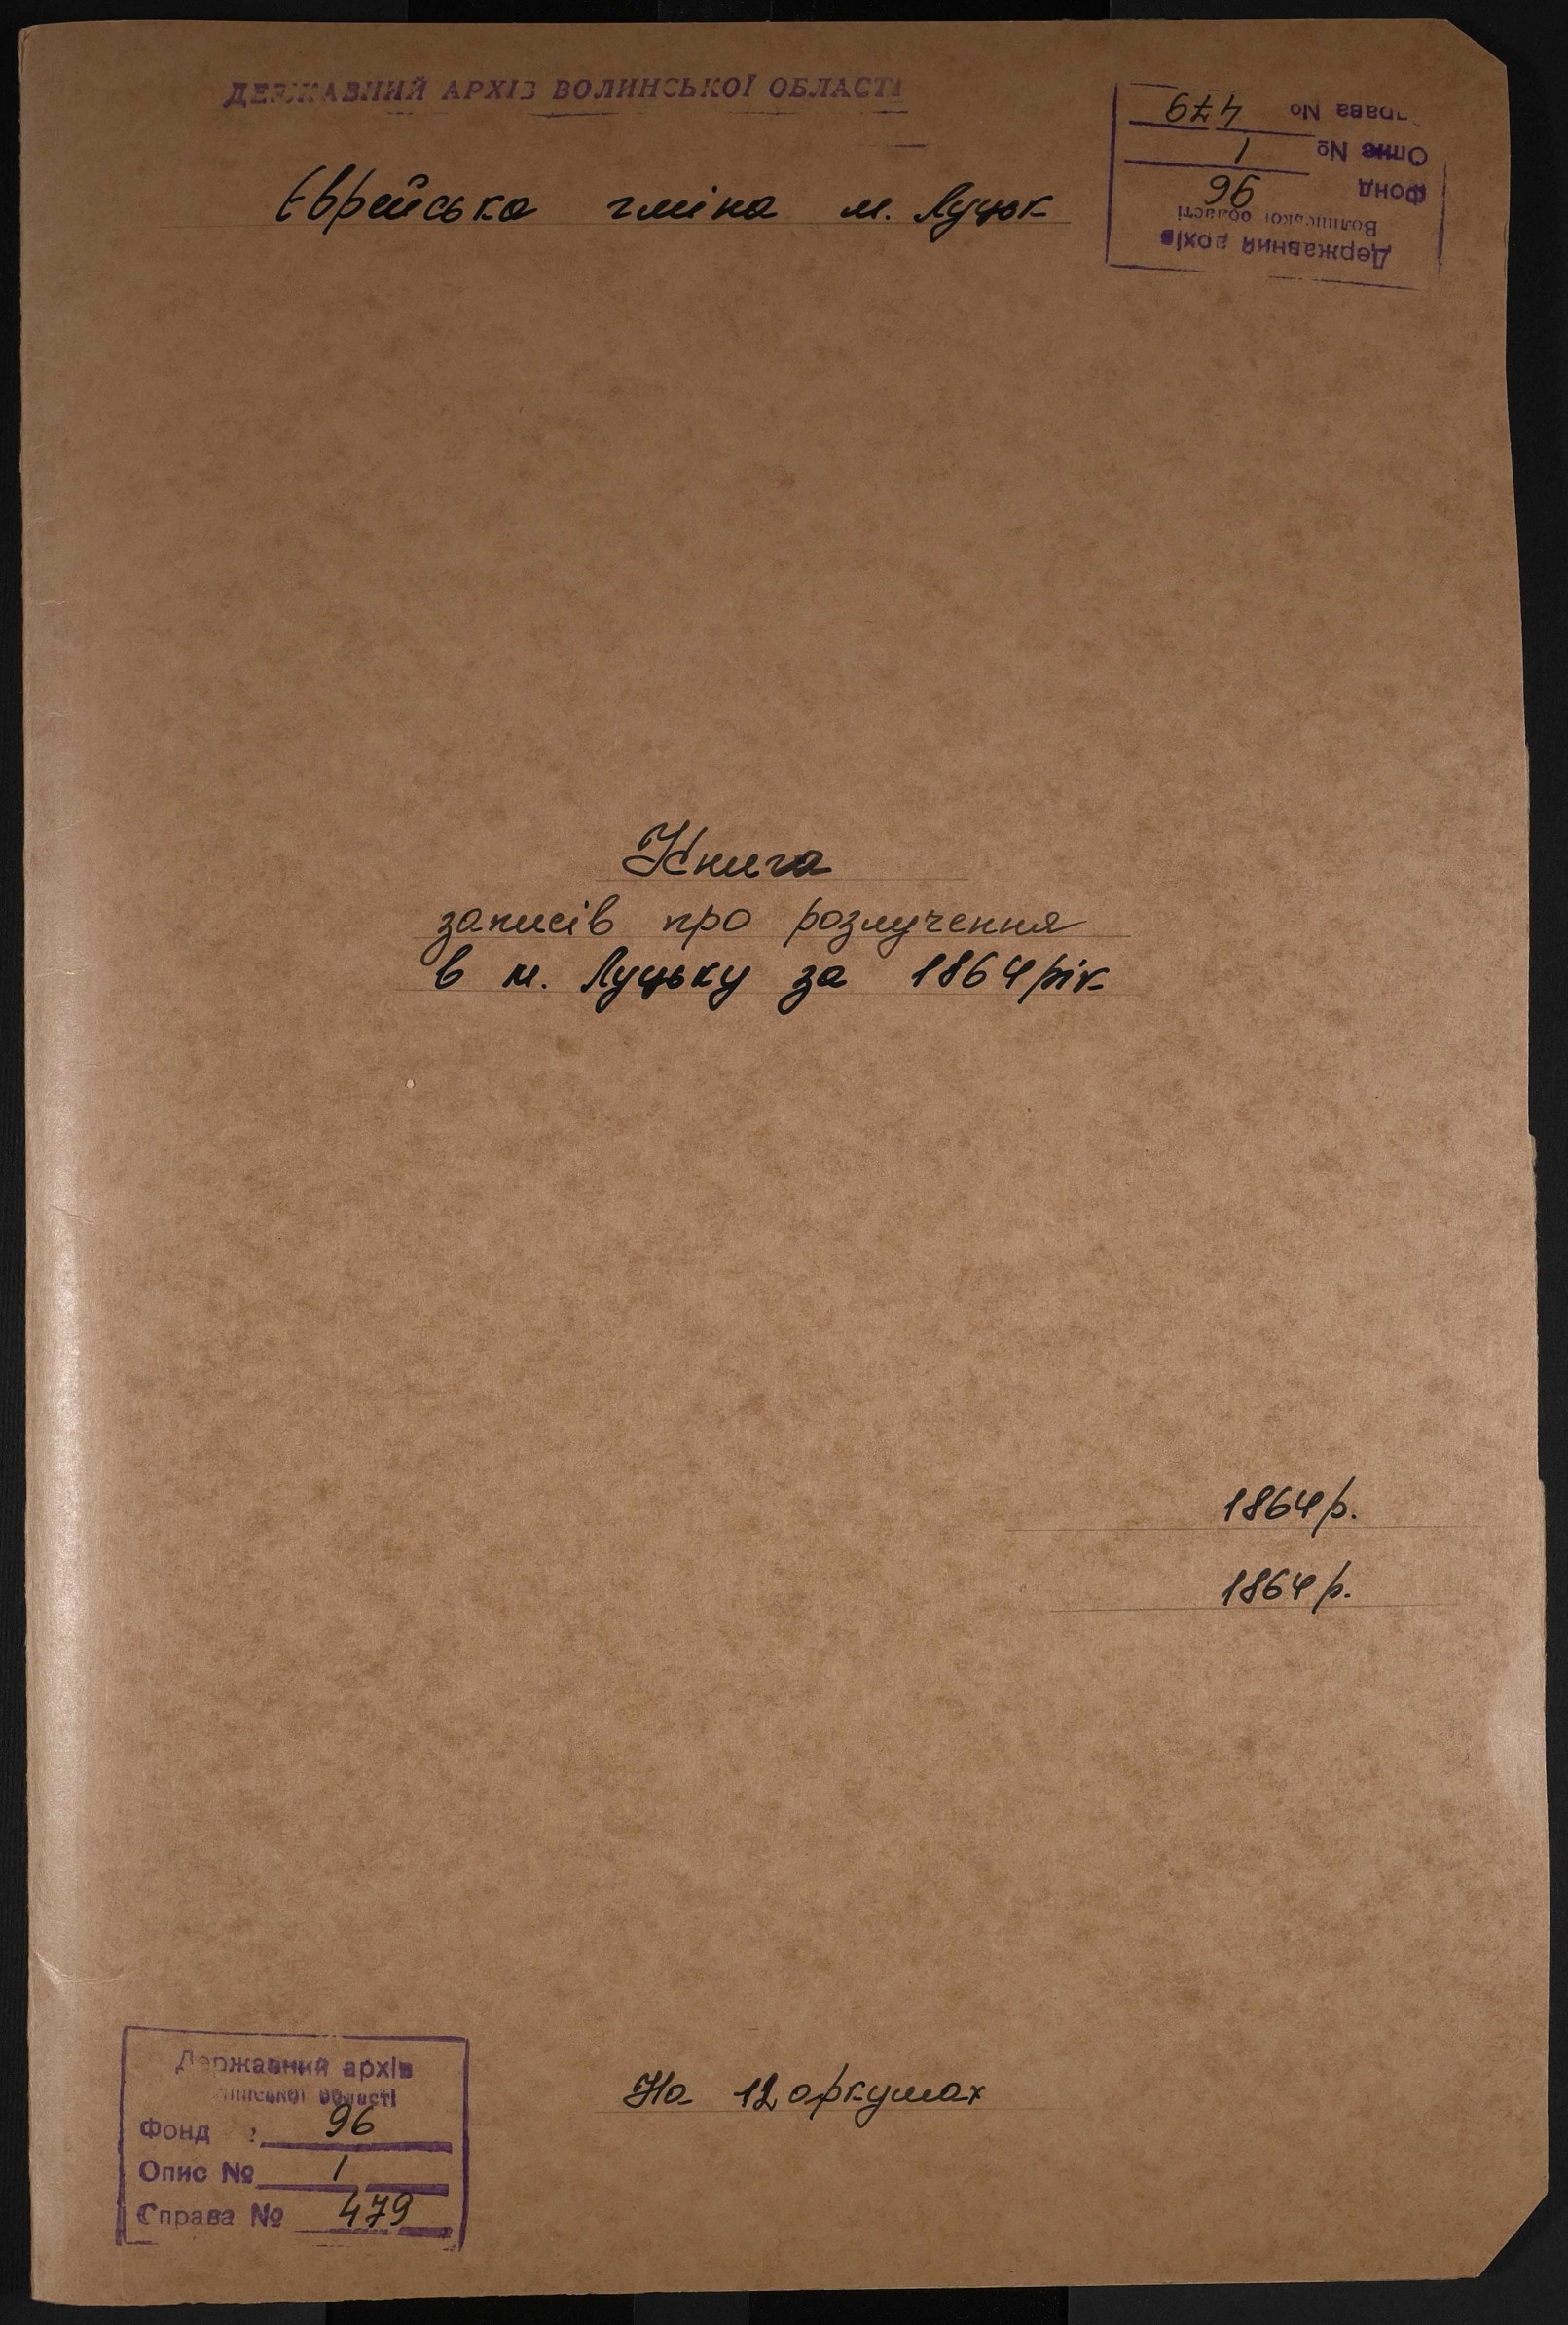 ДЕРЖАВНИЙ АРХІВ ВОЛИНСЬКОЇ ОБЛАСТІ
Державний архів
Волинської області
Фонд 96
Опис № 1
Справа № 479
Єврейська гміна м. Луцьк
Книга
записів про розлучення
в м. Луцьку за 1864 рік
1864 р.
1864 р.
На 12 аркушах
Державний архів
Волинської області
Фонд 96
Опис № 1
Справа № 479